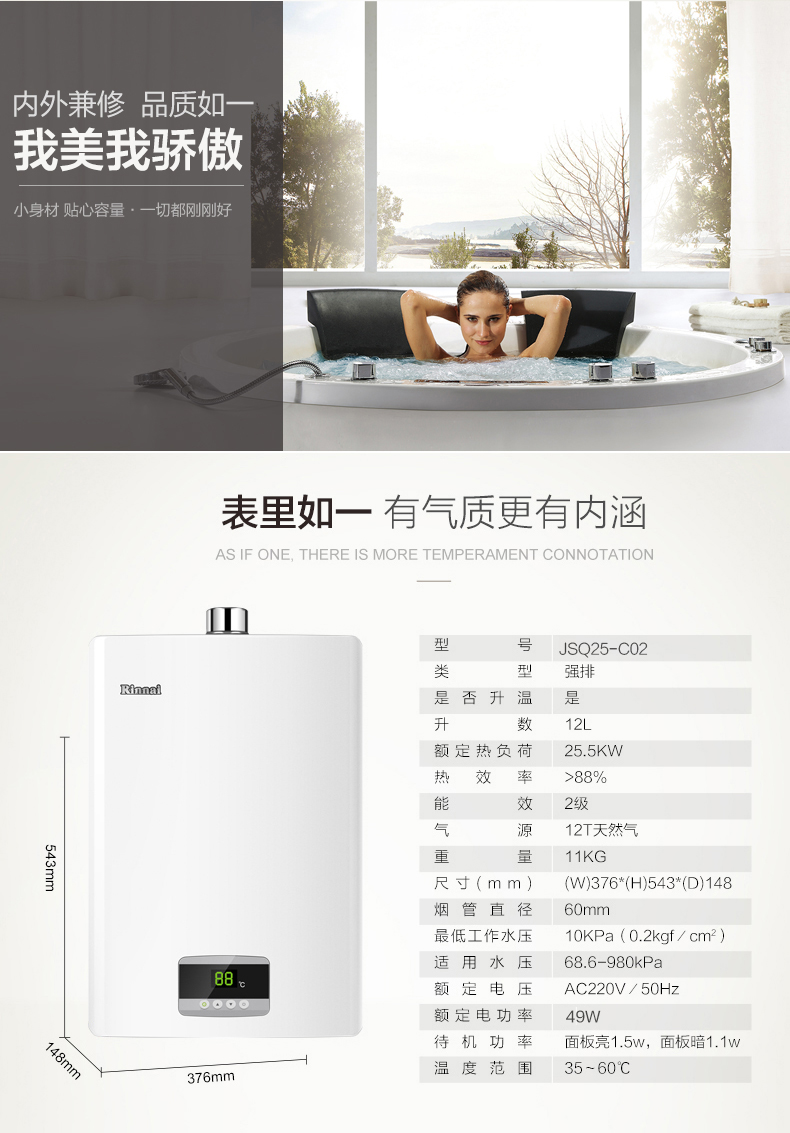 内外兼修 品质如一
我美我骄傲
小身材 贴心容量·一切都刚刚好
表里如一 有气质更有内涵
AS IF ONE, THERE IS MORE TEMPERAMENT CONNOTATION
Rinnai
88 ℃
543mm
148mm
376mm
型号 JSQ25-C02
类型 强排
是否升温 是
升数 12L
额定热负荷 25.5KW
热效率 >88%
能效 2级
气源 12T天然气
重量 11KG
尺寸(mm) (W)376*(H)543*(D)148
烟管直径 60mm
最低工作水压 10KPa（0.2kgf／cm²）
适用水压 68.6-980kPa
额定电压 AC220V／50Hz
额定电功率 49W
待机功率 面板亮1.5w，面板暗1.1w
温度范围 35~60℃